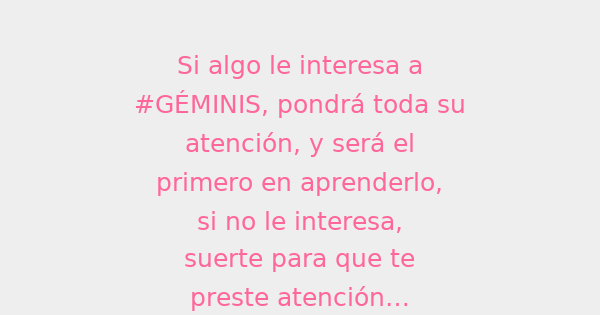 Si algo le interesa a
#GÉMINIS, pondrá toda su
atención, y será el
primero en aprenderlo,
si no le interesa,
suerte para que te
preste atención...